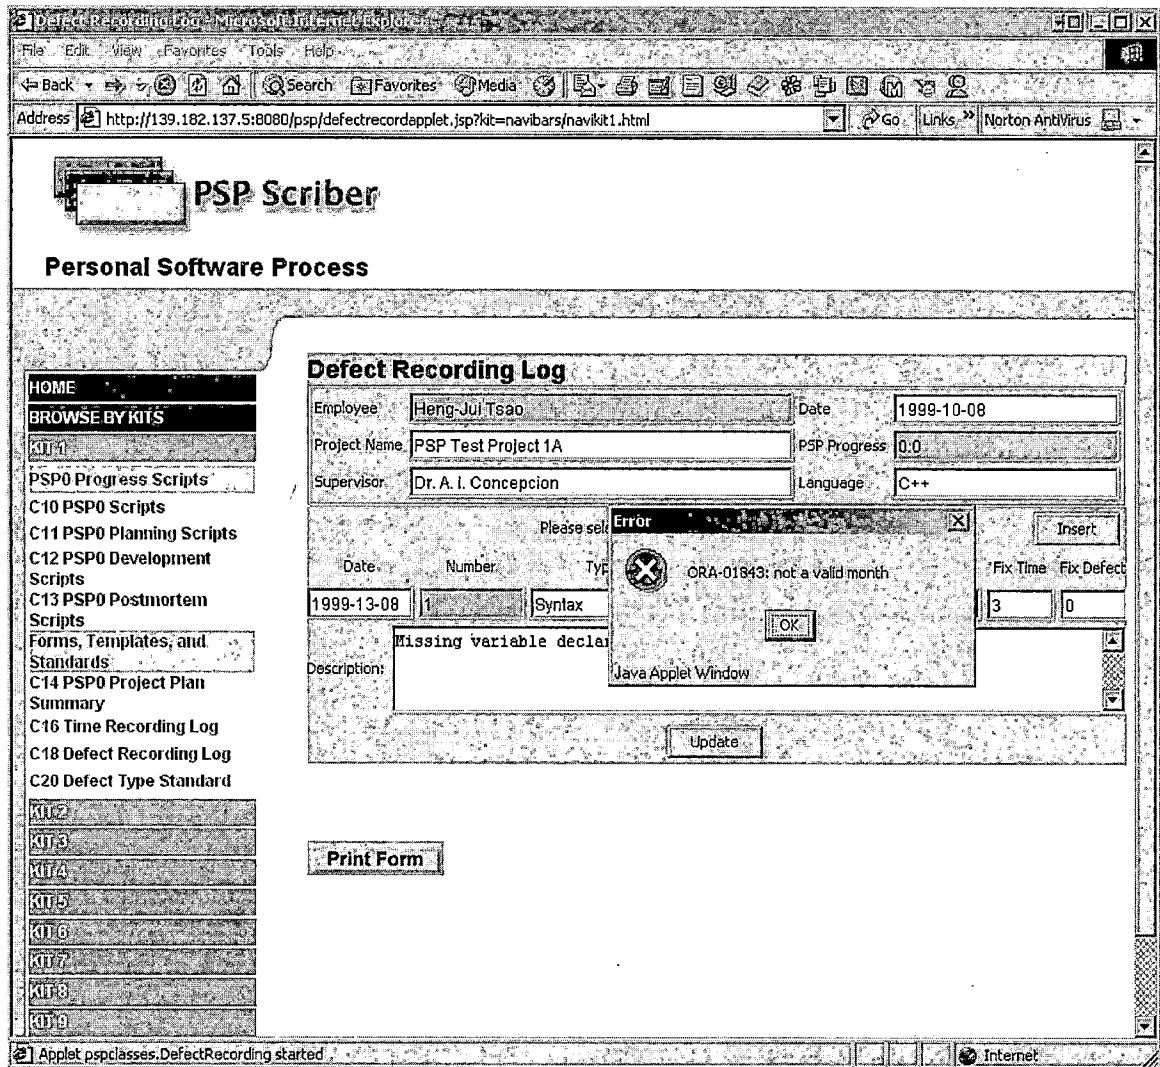 Defect Recording Log - Microsoft Internet Explorer
File Edit View Favorites Tools Help
Back Search Favorites Media
Address http://139.182.137.5:8080/psp/defectrecordapplet.jsp?kit=navibars/navikit1.html Go Links » Norton AntiVirus
PSP Scriber
Personal Software Process
HOME
BROWSE BY KITS
KIT 1
PSP0 Progress Scripts
C10 PSP0 Scripts
C11 PSP0 Planning Scripts
C12 PSP0 Development
Scripts
C13 PSP0 Postmortem
Scripts
Forms, Templates, and
Standards
C14 PSP0 Project Plan
Summary
C16 Time Recording Log
C18 Defect Recording Log
C20 Defect Type Standard
KIT 2
KIT 3
KIT 4
KIT 5
KIT 6
KIT 7
KIT 8
KIT 9
Defect Recording Log
Employee Heng-Jui Tsao Date 1999-10-08
Project Name PSP Test Project 1A PSP Progress 0.0
Supervisor Dr. A. I. Concepcion Language C++
Please sele Insert
Date Number Typ Fix Time Fix Defect
1999-13-08 1 Syntax 3 0
Description: Missing variable declar
Update
Error
ORA-01843: not a valid month
OK
Java Applet Window
Print Form
Applet pspclasses.DefectRecording started Internet